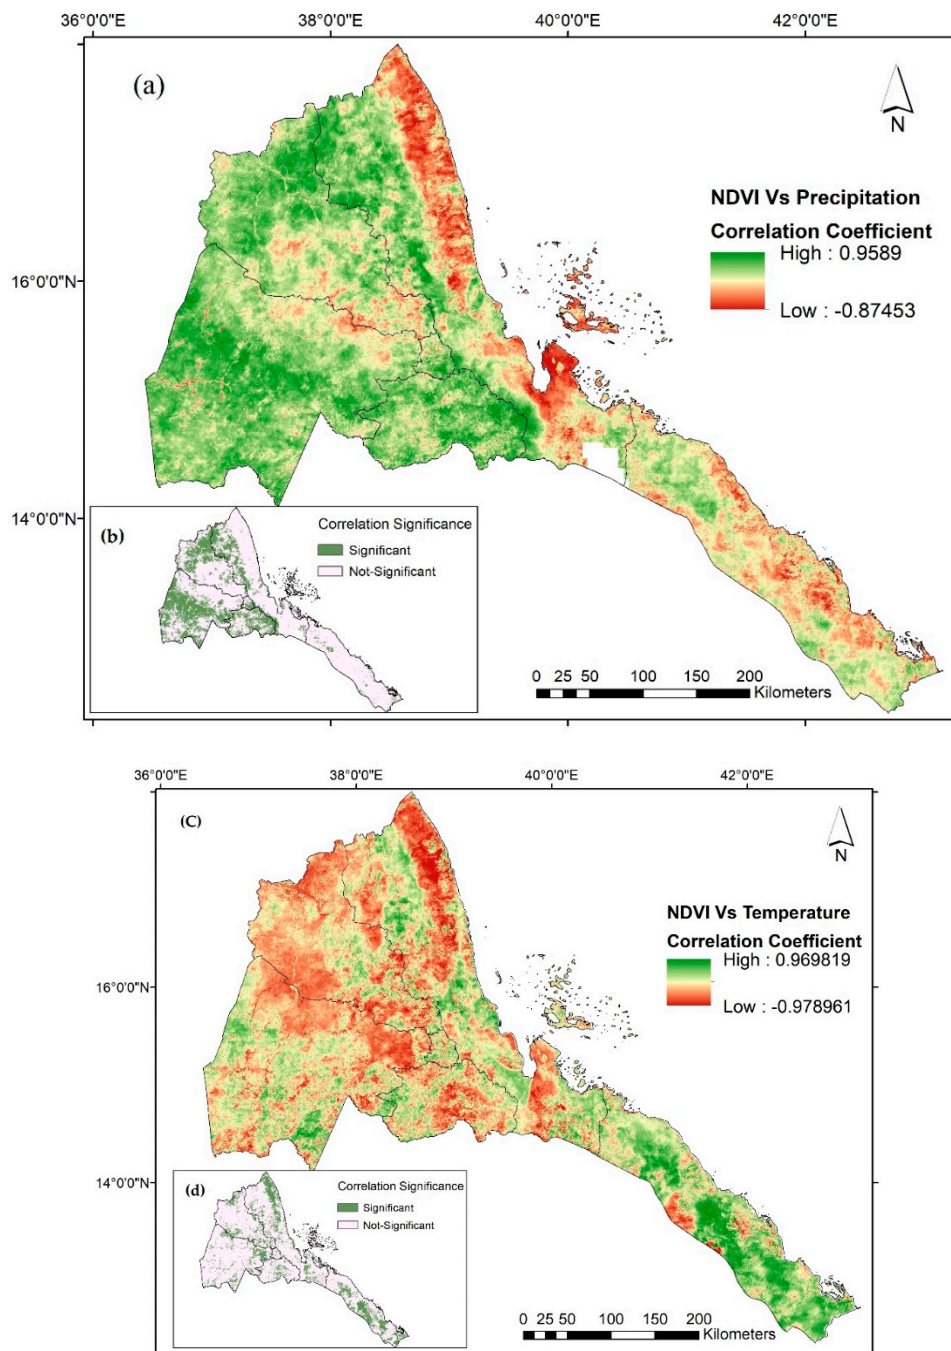 36°0'0"E 38°0'0"E 40°0'0"E 42°0'0"E
(a)
N
NDVI Vs Precipitation
Correlation Coefficient
High : 0.9589
Low : -0.87453
16°0'0"N
14°0'0"N
(b)
Correlation Significance
Significant
Not-Significant
0 25 50 100 150 200
Kilometers
36°0'0"E 38°0'0"E 40°0'0"E 42°0'0"E
(C)
N
NDVI Vs Temperature
Correlation Coefficient
High : 0.969819
Low : -0.978961
16°0'0"N
14°0'0"N
(d)
Correlation Significance
Significant
Not-Significant
0 25 50 100 150 200
Kilometers